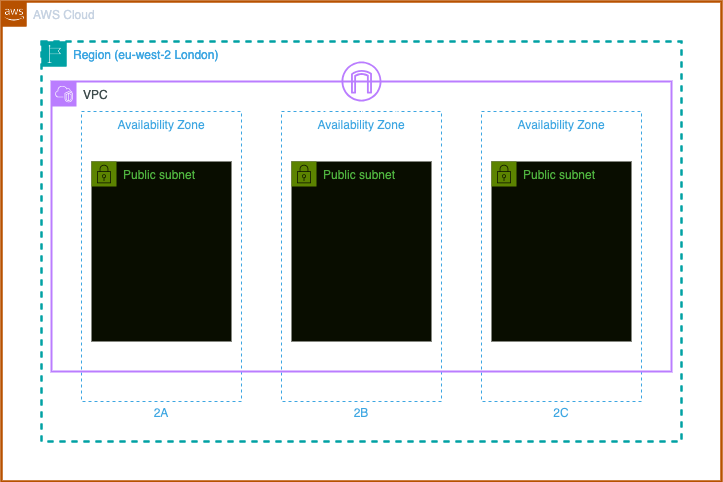 aws
AWS Cloud
Region (eu-west-2 London)
VPC
Availability Zone
Availability Zone
Availability Zone
Public subnet
Public subnet
Public subnet
2A
2B
2C